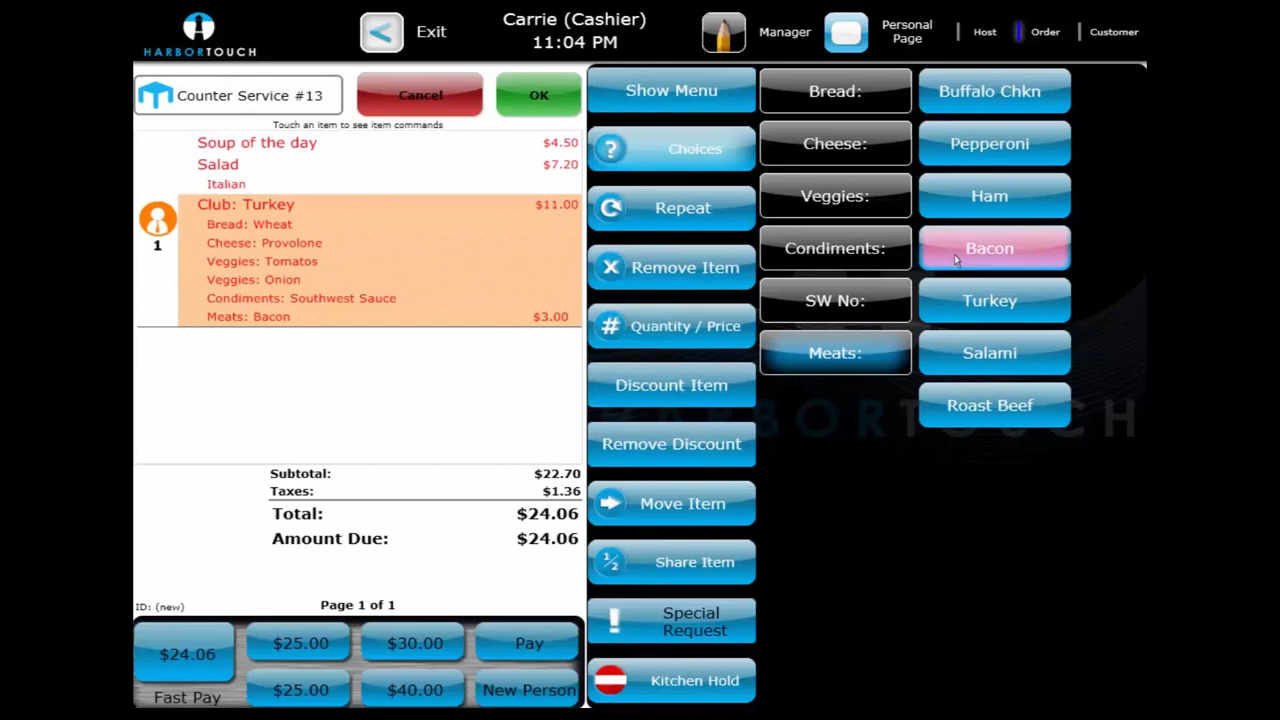 HARBORTOUCH
Exit
Carrie (Cashier)
11:04 PM
Manager
Personal
Page
Host
Order
Customer
Counter Service #13
Cancel
OK
Touch an item to see item commands
Soup of the day $4.50
Salad $7.20
Italian
Club: Turkey $11.00
Bread: Wheat
Cheese: Provolone
Veggies: Tomatos
Veggies: Onion
Condiments: Southwest Sauce
Meats: Bacon $3.00
1
Subtotal: $22.70
Taxes: $1.36
Total: $24.06
Amount Due: $24.06
ID: (new)
Page 1 of 1
$24.06
Fast Pay
$25.00
$30.00
Pay
$25.00
$40.00
New Person
Show Menu
? Choices
Repeat
X Remove Item
# Quantity / Price
Discount Item
Remove Discount
Move Item
1/2 Share Item
! Special
Request
Kitchen Hold
Bread:
Cheese:
Veggies:
Condiments:
SW No:
Meats:
Buffalo Chkn
Pepperoni
Ham
Bacon
Turkey
Salami
Roast Beef
HARBORTOUCH